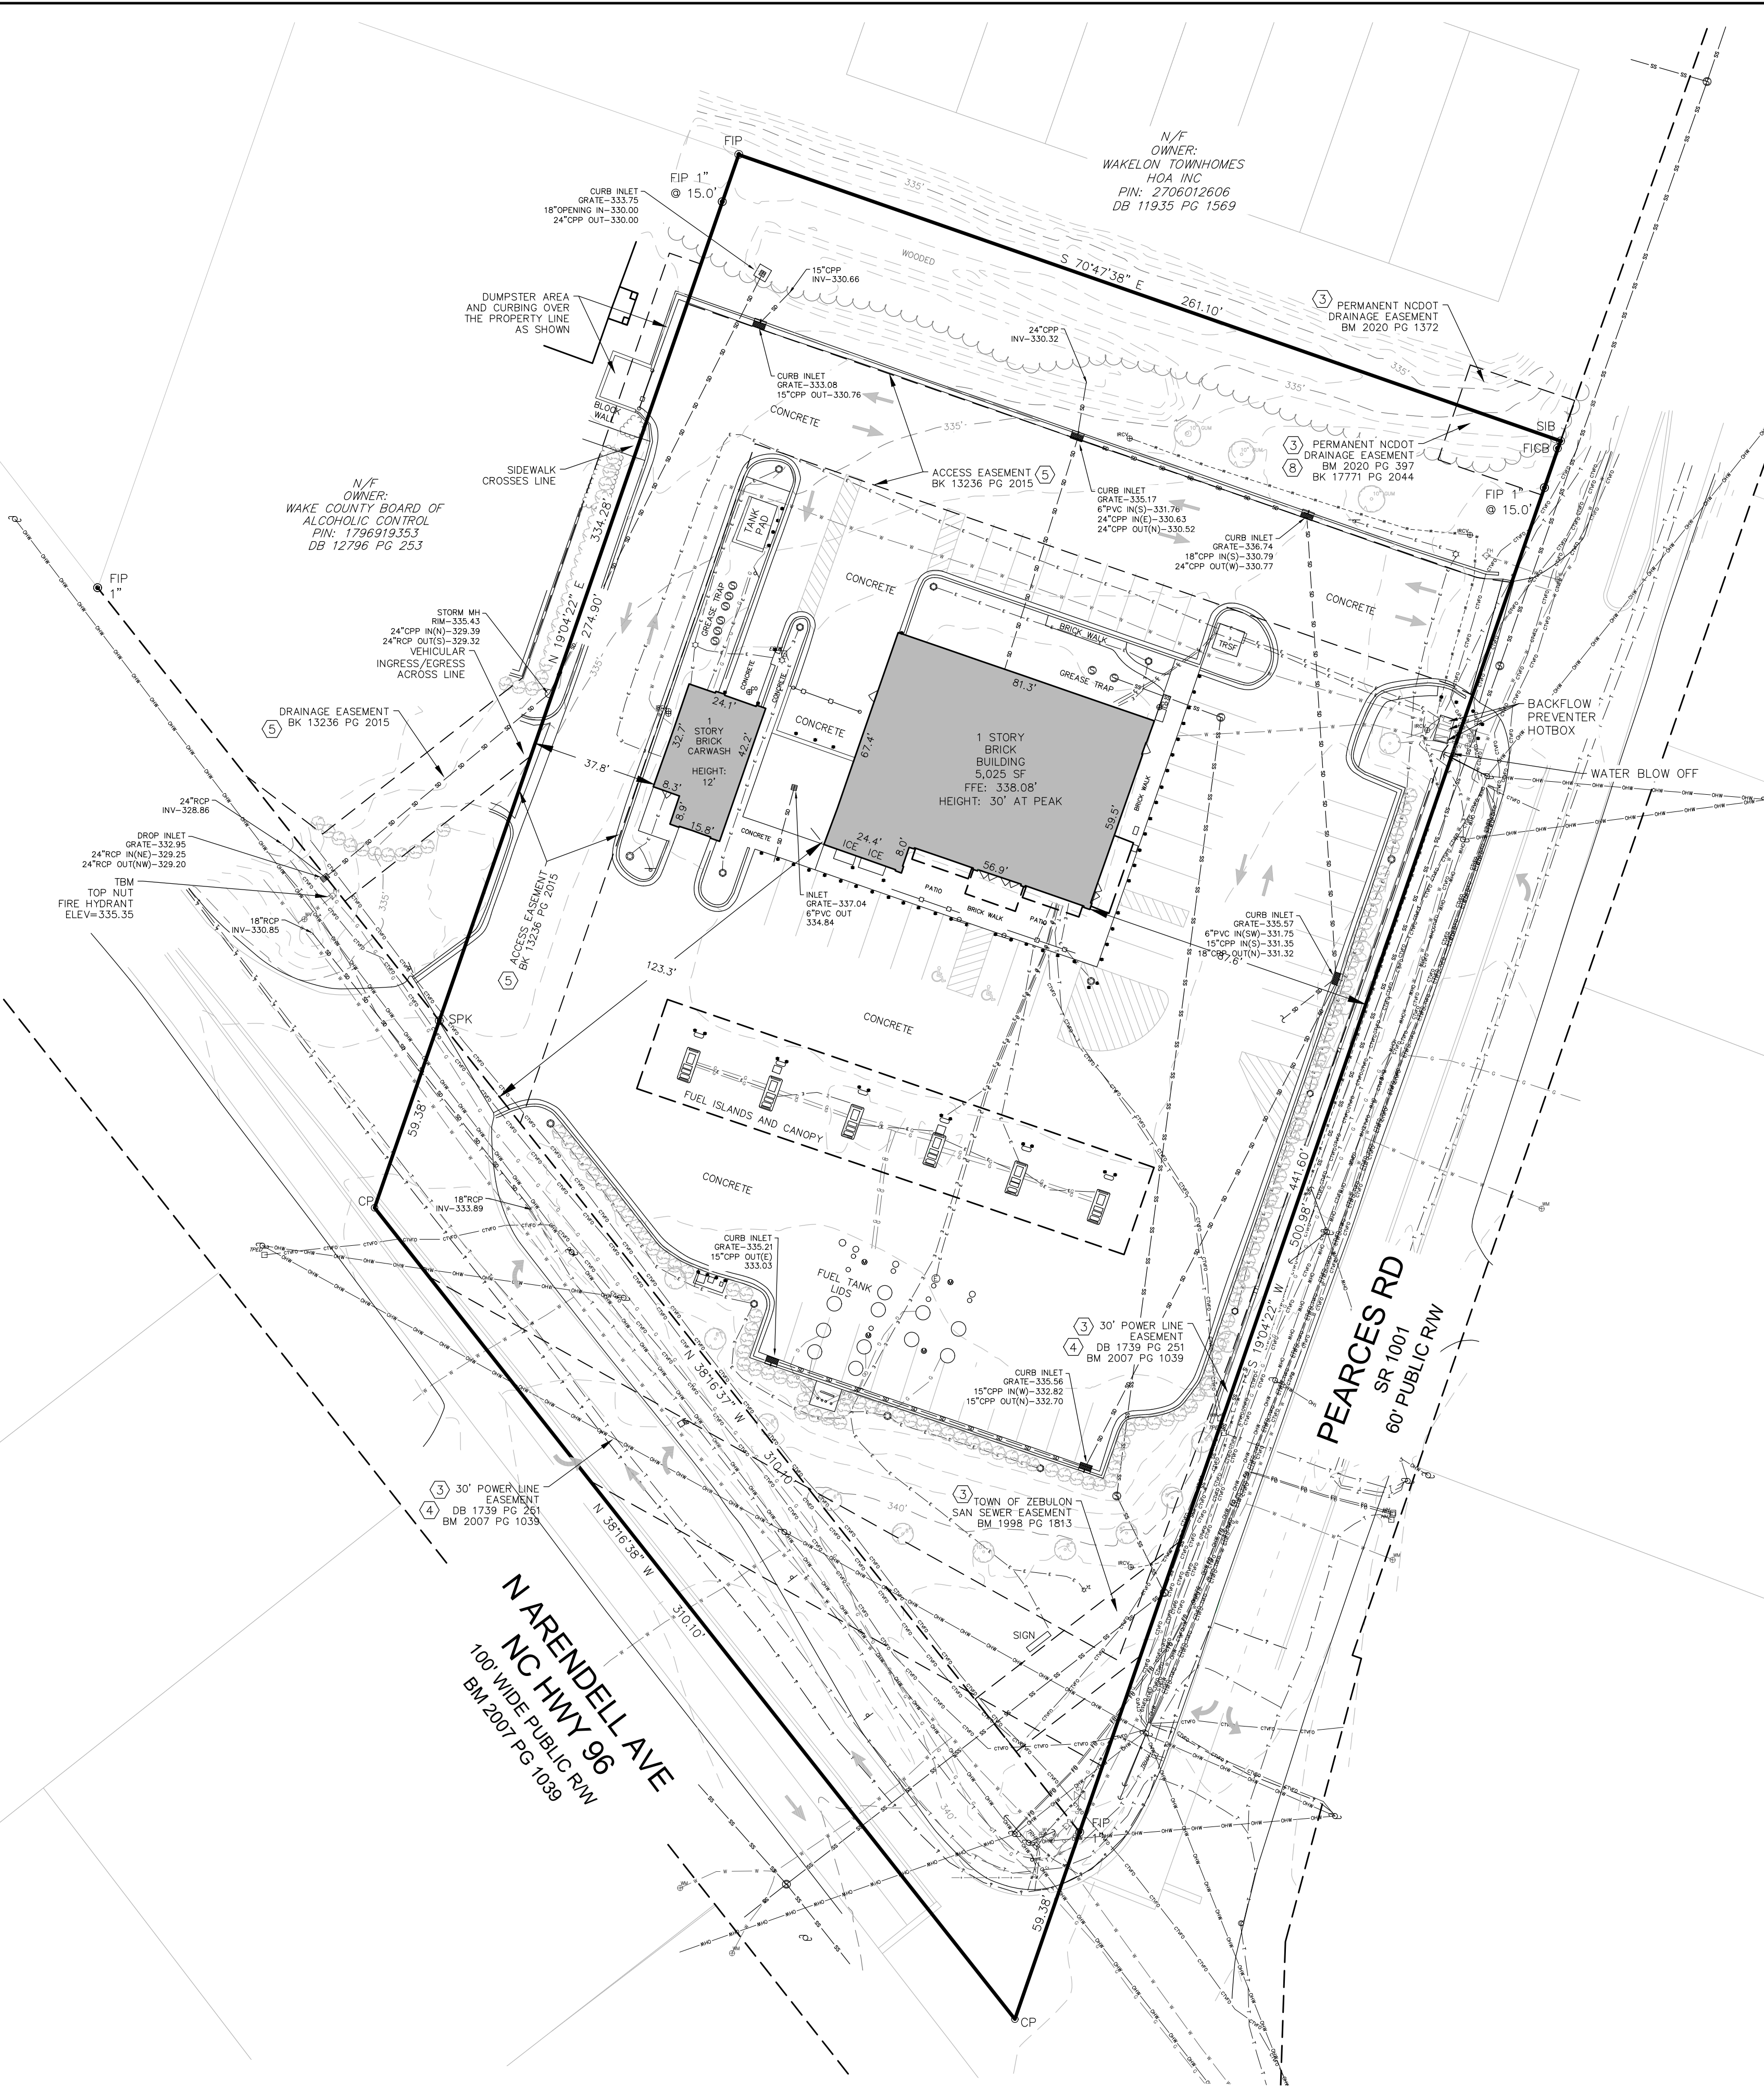 N/F
OWNER:
WAKELON TOWNHOMES
HOA INC
PIN: 2706012606
DB 11935 PG 1569
FIP
FIP 1"
@ 15.0'
CURB INLET
GRATE-333.75
18"OPENING IN-330.00
24"CPP OUT-330.00
335'
WOODED
S 70°47'38" E
261.10'
15"CPP
INV-330.66
DUMPSTER AREA
AND CURBING OVER
THE PROPERTY LINE
AS SHOWN
3
PERMANENT NCDOT
DRAINAGE EASEMENT
BM 2020 PG 1372
24"CPP
INV-330.32
335'
335'
CURB INLET
GRATE-333.08
15"CPP OUT-330.76
BLOCK
WALL
CONCRETE
335'
10" GUM
SIB
FICB
3
8
PERMANENT NCDOT
DRAINAGE EASEMENT
BM 2020 PG 397
BK 17771 PG 2044
SIDEWALK
CROSSES LINE
ACCESS EASEMENT
BK 13236 PG 2015
5
FIP 1"
@ 15.0'
N/F
OWNER:
WAKE COUNTY BOARD OF
ALCOHOLIC CONTROL
PIN: 1796919353
DB 12796 PG 253
334.28'
TANK
PAD
CURB INLET
GRATE-335.17
6"PVC IN(S)-331.76
24"CPP IN(E)-330.63
24"CPP OUT(N)-330.52
CURB INLET
GRATE-336.74
18"CPP IN(S)-330.79
24"CPP OUT(W)-330.77
FIP
1"
CONCRETE
CONCRETE
STORM MH
RIM-335.43
24"CPP IN(N)-329.39
24"RCP OUT(S)-329.32
VEHICULAR
INGRESS/EGRESS
ACROSS LINE
N 19°04'22" E
274.90'
335'
GREASE TRAP
BRICK WALK
TRSF
GREASE TRAP
CONCRETE
CONCRETE
CONCRETE
DRAINAGE EASEMENT
BK 13236 PG 2015
5
24.1'
32.7'
42.2'
1
STORY
BRICK
CARWASH
HEIGHT:
12'
8.3'
8.9'
15.8'
37.8'
81.3'
67.4'
1 STORY
BRICK
BUILDING
5,025 SF
FFE: 338.08'
HEIGHT: 30' AT PEAK
59.5'
24.4'
8.0'
56.9'
ICE ICE
BRICK WALK
BACKFLOW
PREVENTER
HOTBOX
WATER BLOW OFF
24"RCP
INV-328.86
DROP INLET
GRATE-332.95
24"RCP IN(NE)-329.25
24"RCP OUT(NW)-329.20
TBM
TOP NUT
FIRE HYDRANT
ELEV=335.35
335'
18"RCP
INV-330.85
CONCRETE
PATIO
BRICK WALK
PATIO
INLET
GRATE-337.04
6"PVC OUT
334.84
CURB INLET
GRATE-335.57
6"PVC IN(SW)-331.75
15"CPP IN(S)-331.35
18"CPP OUT(N)-331.32
87.6'
ACCESS EASEMENT
BK 13236 PG 2015
5
123.3'
SPK
CONCRETE
FUEL ISLANDS AND CANOPY
59.38'
CONCRETE
CP
18"RCP
INV-333.89
441.60'
500.98'
CURB INLET
GRATE-335.21
15"CPP OUT(E)
333.03
FUEL TANK
LIDS
PEARCES RD
SR 1001
60' PUBLIC R/W
S 19°04'22" W
3
4
30' POWER LINE
EASEMENT
DB 1739 PG 251
BM 2007 PG 1039
N 38°16'37" W
310.10'
CURB INLET
GRATE-335.56
15"CPP IN(W)-332.82
15"CPP OUT(N)-332.70
3
4
30' POWER LINE
EASEMENT
DB 1739 PG 251
BM 2007 PG 1039
340'
3
TOWN OF ZEBULON
SAN SEWER EASEMENT
BM 1998 PG 1813
N 38°16'38" W
310.10'
SIGN
N ARENDELL AVE
NC HWY 96
100' WIDE PUBLIC R/W
BM 2007 PG 1039
340'
FIP
1"
59.38'
CP